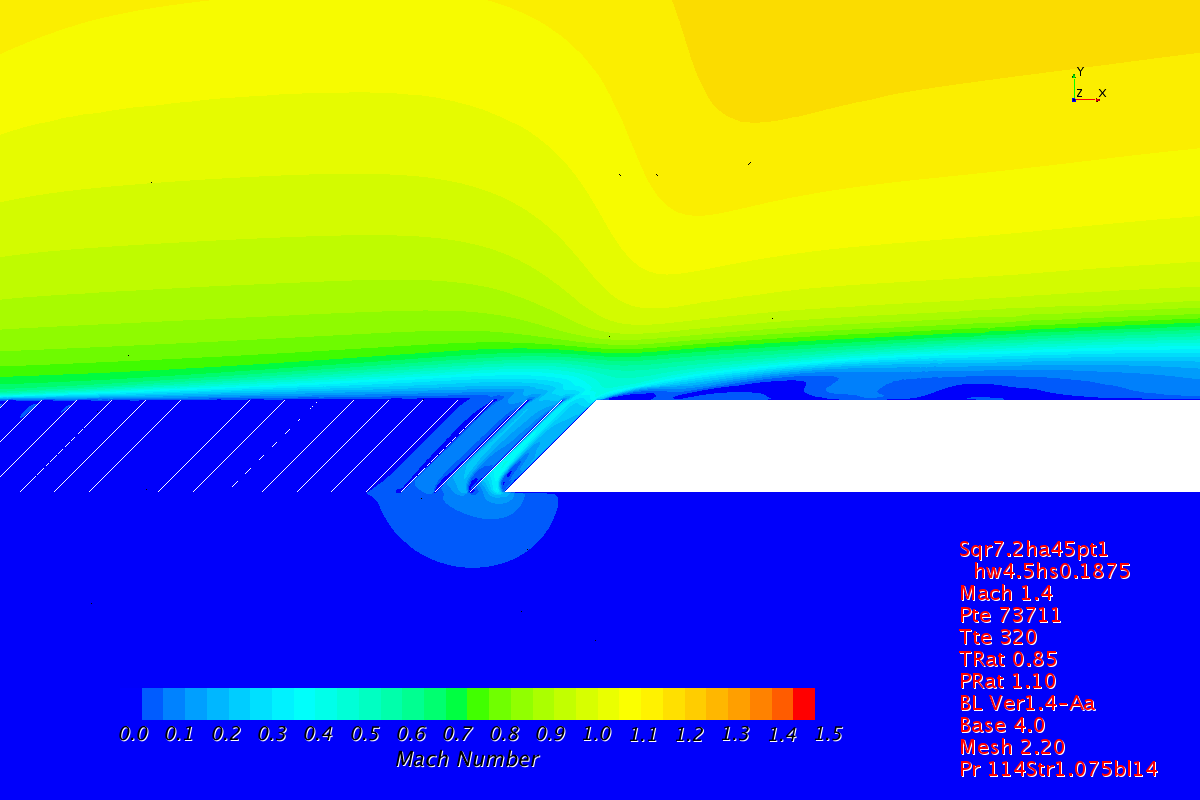 Y
Z X
Sqr7.2ha45pt1
hw4.5hs0.1875
Mach 1.4
Pte 73711
Tte 320
TRat 0.85
PRat 1.10
BL Ver1.4-Aa
Base 4.0
Mesh 2.20
Pr 114Str1.075bl14
0.0 0.1 0.2 0.3 0.4 0.5 0.6 0.7 0.8 0.9 1.0 1.1 1.2 1.3 1.4 1.5
Mach Number